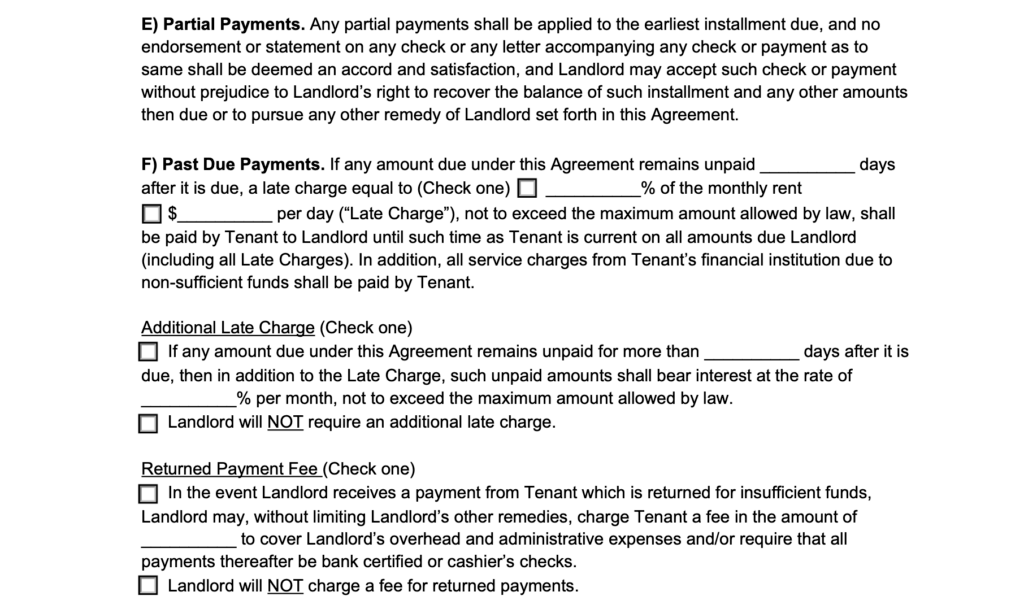 E) Partial Payments. Any partial payments shall be applied to the earliest installment due, and no
endorsement or statement on any check or any letter accompanying any check or payment as to
same shall be deemed an accord and satisfaction, and Landlord may accept such check or payment
without prejudice to Landlord's right to recover the balance of such installment and any other amounts
then due or to pursue any other remedy of Landlord set forth in this Agreement.
F) Past Due Payments. If any amount due under this Agreement remains unpaid __________ days
after it is due, a late charge equal to (Check one) ☐ __________% of the monthly rent
☐ $__________ per day (“Late Charge”), not to exceed the maximum amount allowed by law, shall
be paid by Tenant to Landlord until such time as Tenant is current on all amounts due Landlord
(including all Late Charges). In addition, all service charges from Tenant's financial institution due to
non-sufficient funds shall be paid by Tenant.
Additional Late Charge (Check one)
☐ If any amount due under this Agreement remains unpaid for more than __________ days after it is
due, then in addition to the Late Charge, such unpaid amounts shall bear interest at the rate of
__________% per month, not to exceed the maximum amount allowed by law.
☐ Landlord will NOT require an additional late charge.
Returned Payment Fee (Check one)
☐ In the event Landlord receives a payment from Tenant which is returned for insufficient funds,
Landlord may, without limiting Landlord's other remedies, charge Tenant a fee in the amount of
__________ to cover Landlord's overhead and administrative expenses and/or require that all
payments thereafter be bank certified or cashier's checks.
☐ Landlord will NOT charge a fee for returned payments.